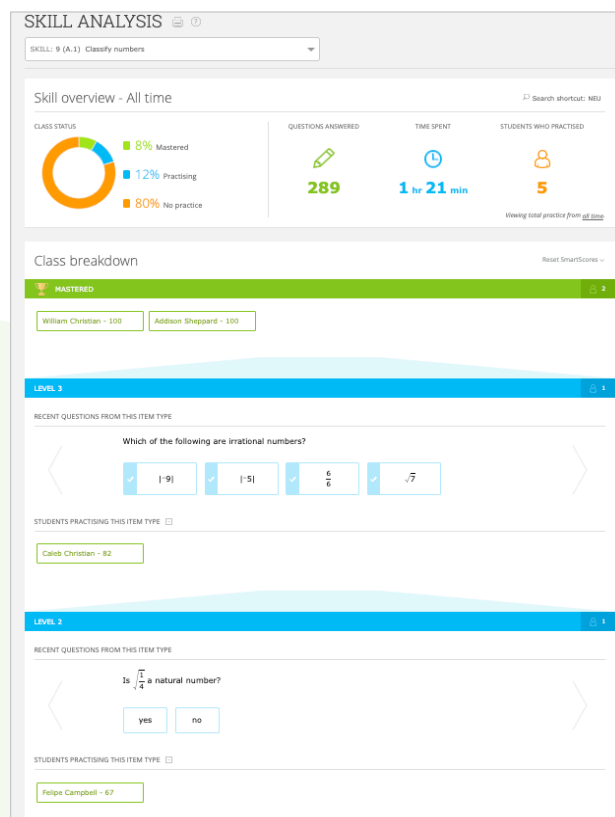 SKILL ANALYSIS
SKILL: 9 (A.1) Classify numbers
Skill overview - All time
Search shortcut: NEU
CLASS STATUS
8% Mastered
12% Practising
80% No practice
QUESTIONS ANSWERED
289
TIME SPENT
1 hr 21 min
STUDENTS WHO PRACTISED
5
Viewing total practice from all time.
Class breakdown
Reset SmartScores
MASTERED
2
William Christian - 100
Addison Sheppard - 100
LEVEL 3
1
RECENT QUESTIONS FROM THIS ITEM TYPE
Which of the following are irrational numbers?
|-9| |-5| 6/6 √7
STUDENTS PRACTISING THIS ITEM TYPE
Caleb Christian - 82
LEVEL 2
1
RECENT QUESTIONS FROM THIS ITEM TYPE
Is √1/4 a natural number?
yes no
STUDENTS PRACTISING THIS ITEM TYPE
Felipe Campbell - 67